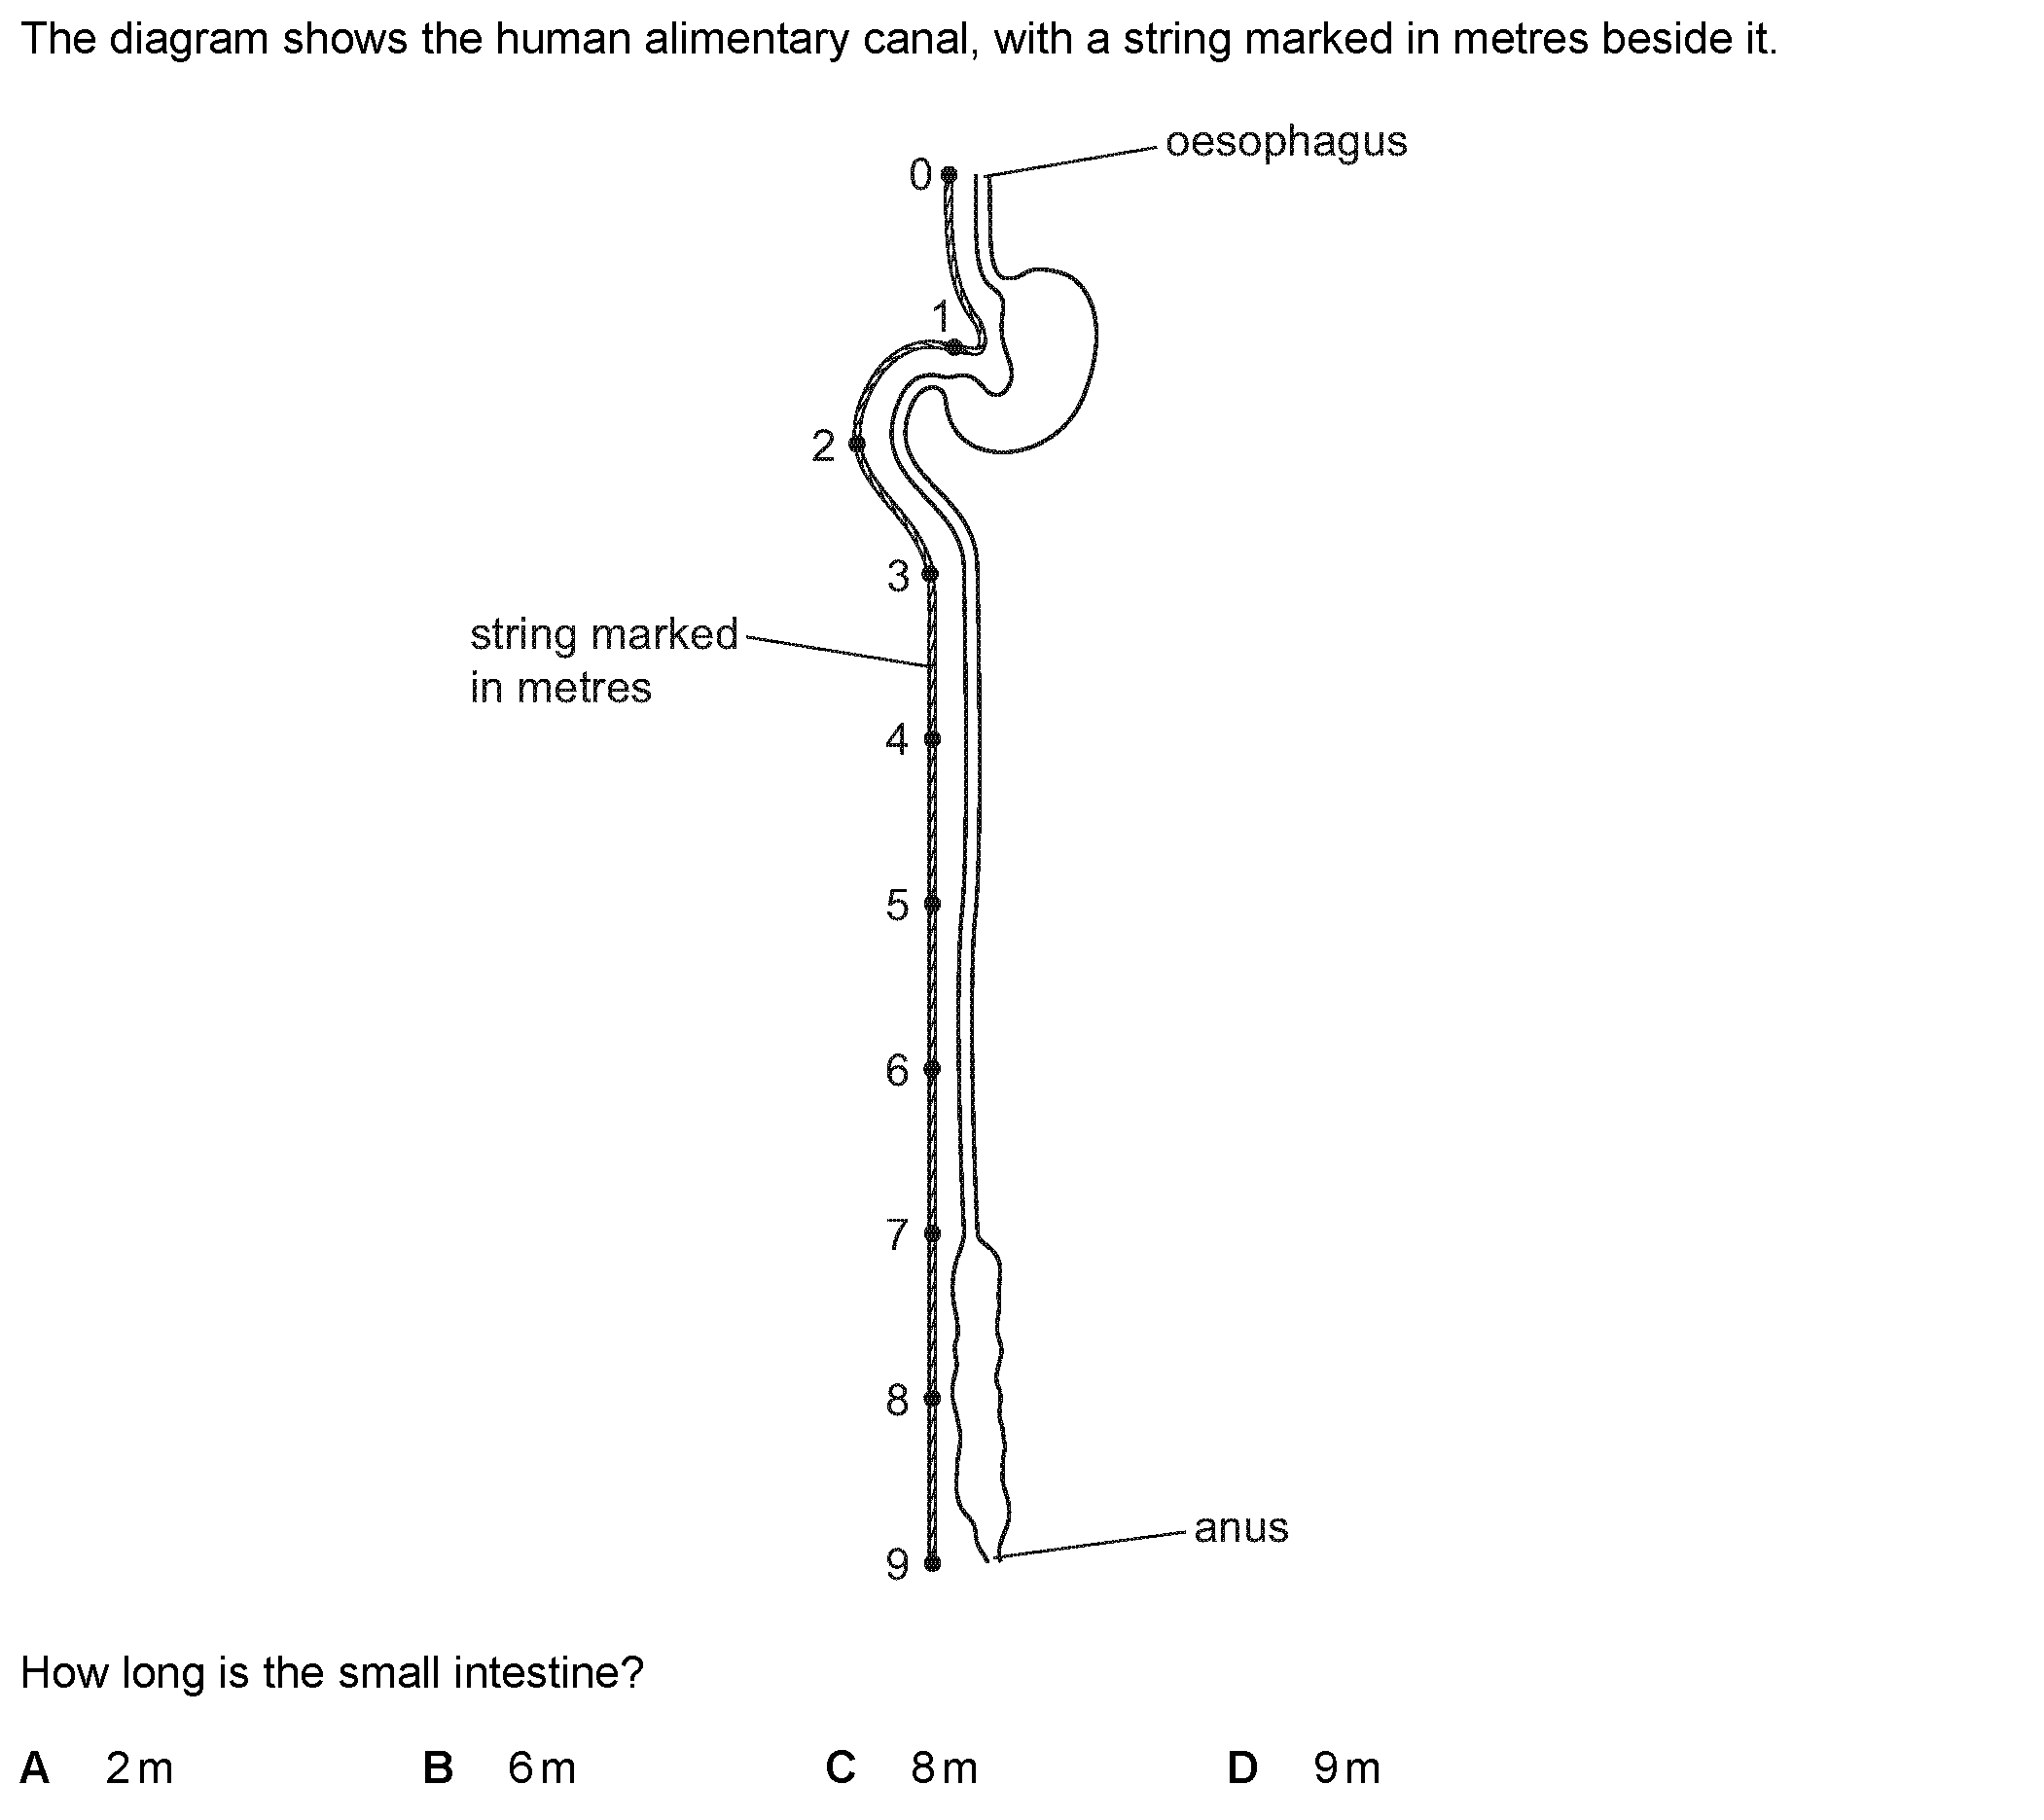 The diagram shows the human alimentary canal, with a string marked in metres beside it.
oesophagus
0
1
2
3
string marked
in metres
4
5
6
7
8
anus
9
How long is the small intestine?
A 2 m B 6 m C 8 m D 9 m